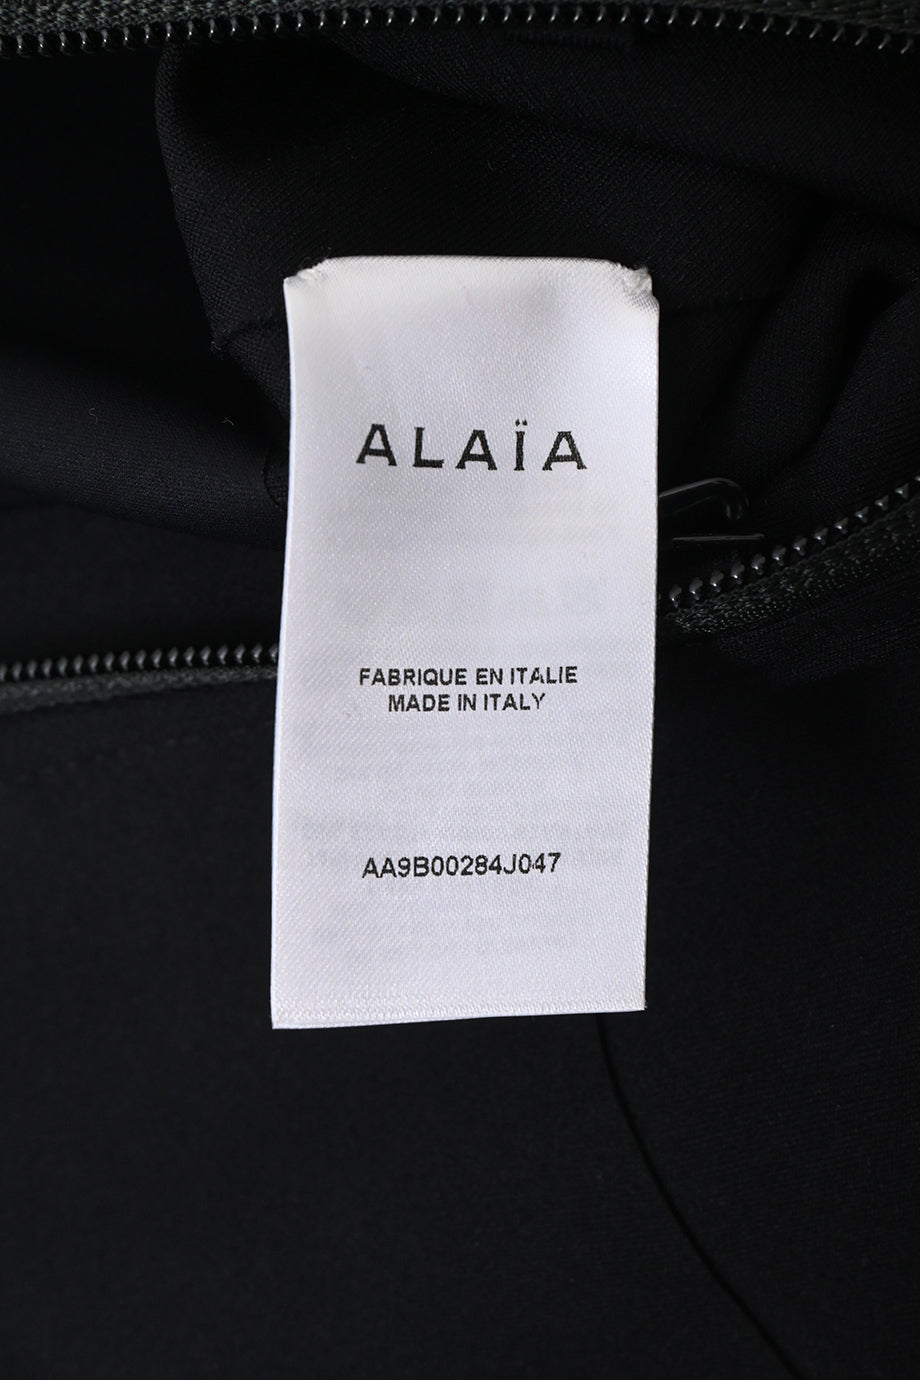 ALAÏA
FABRIQUE EN ITALIE
MADE IN ITALY
AA9B00284J047